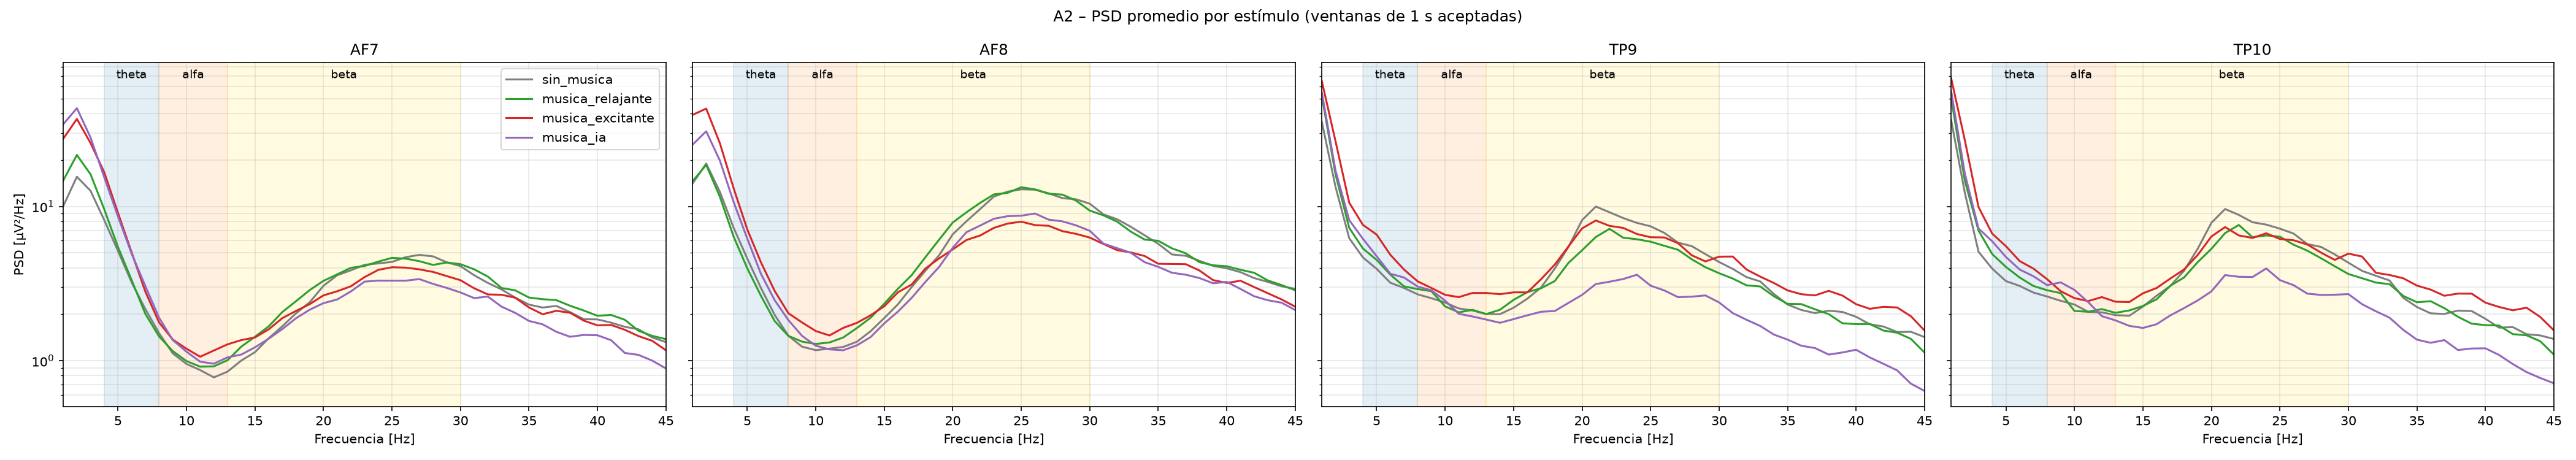 A2 – PSD promedio por estímulo (ventanas de 1 s aceptadas)
AF7
theta alfa beta
sin_musica
musica_relajante
musica_excitante
musica_ia
PSD [µV²/Hz]
10¹
10⁰
5 10 15 20 25 30 35 40 45
Frecuencia [Hz]
AF8
theta alfa beta
5 10 15 20 25 30 35 40 45
Frecuencia [Hz]
TP9
theta alfa beta
5 10 15 20 25 30 35 40 45
Frecuencia [Hz]
TP10
theta alfa beta
5 10 15 20 25 30 35 40 45
Frecuencia [Hz]